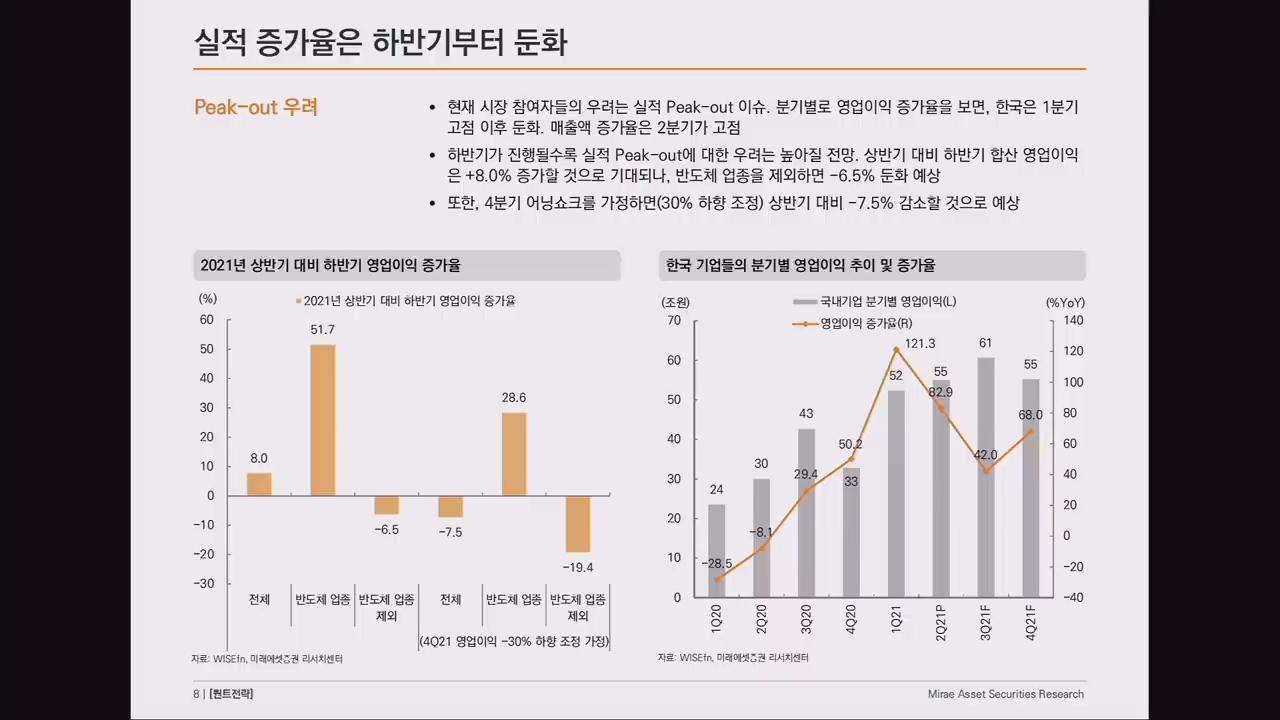 실적 증가율은 하반기부터 둔화
Peak-out 우려
• 현재 시장 참여자들의 우려는 실적 Peak-out 이슈. 분기별로 영업이익 증가율을 보면, 한국은 1분기
고점 이후 둔화. 매출액 증가율은 2분기가 고점
• 하반기가 진행될수록 실적 Peak-out에 대한 우려는 높아질 전망. 상반기 대비 하반기 합산 영업이익
은 +8.0% 증가할 것으로 기대되나, 반도체 업종을 제외하면 -6.5% 둔화 예상
• 또한, 4분기 어닝쇼크를 가정하면(30% 하향 조정) 상반기 대비 -7.5% 감소할 것으로 예상
2021년 상반기 대비 하반기 영업이익 증가율
(%)
2021년 상반기 대비 하반기 영업이익 증가율
60
50
40
30
20
10
0
-10
-20
-30
8.0
51.7
-6.5
-7.5
28.6
-19.4
전체
반도체 업종
반도체 업종
제외
전체
반도체 업종
반도체 업종
제외
(4Q21 영업이익 -30% 하향 조정 가정)
자료: WISEfn, 미래에셋증권 리서치센터
한국 기업들의 분기별 영업이익 추이 및 증가율
(조원)
국내기업 분기별 영업이익(L)
영업이익 증가율(R)
(%YoY)
70
60
50
40
30
20
10
0
140
120
100
80
60
40
20
0
-20
-40
24
30
43
33
52
55
61
55
-28.5
-8.1
29.4
50.2
121.3
82.9
42.0
68.0
1Q20
2Q20
3Q20
4Q20
1Q21
2Q21P
3Q21F
4Q21F
자료: WISEfn, 미래에셋증권 리서치센터
8 | [퀀트전략]
Mirae Asset Securities Research